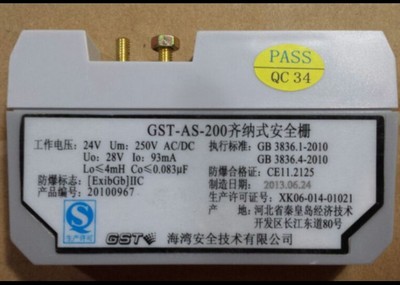 PASS
QC 34
GST-AS-200齐纳式安全栅
工作电压: 24V Um: 250V AC/DC
Uo: 28V Io: 93mA
Lo≤4mH Co≤0.083μF
防爆标志: [ExibGb]IIC
产品编号: 20100967
执行标准: GB 3836.1-2010
GB 3836.4-2010
防爆合格证: CE11.2125
制造日期: 2013.06.24
生产许可证号: XK06-014-01021
产 地: 河北省秦皇岛经济技术
开发区长江东道80号
生产许可
GST 海湾安全技术有限公司